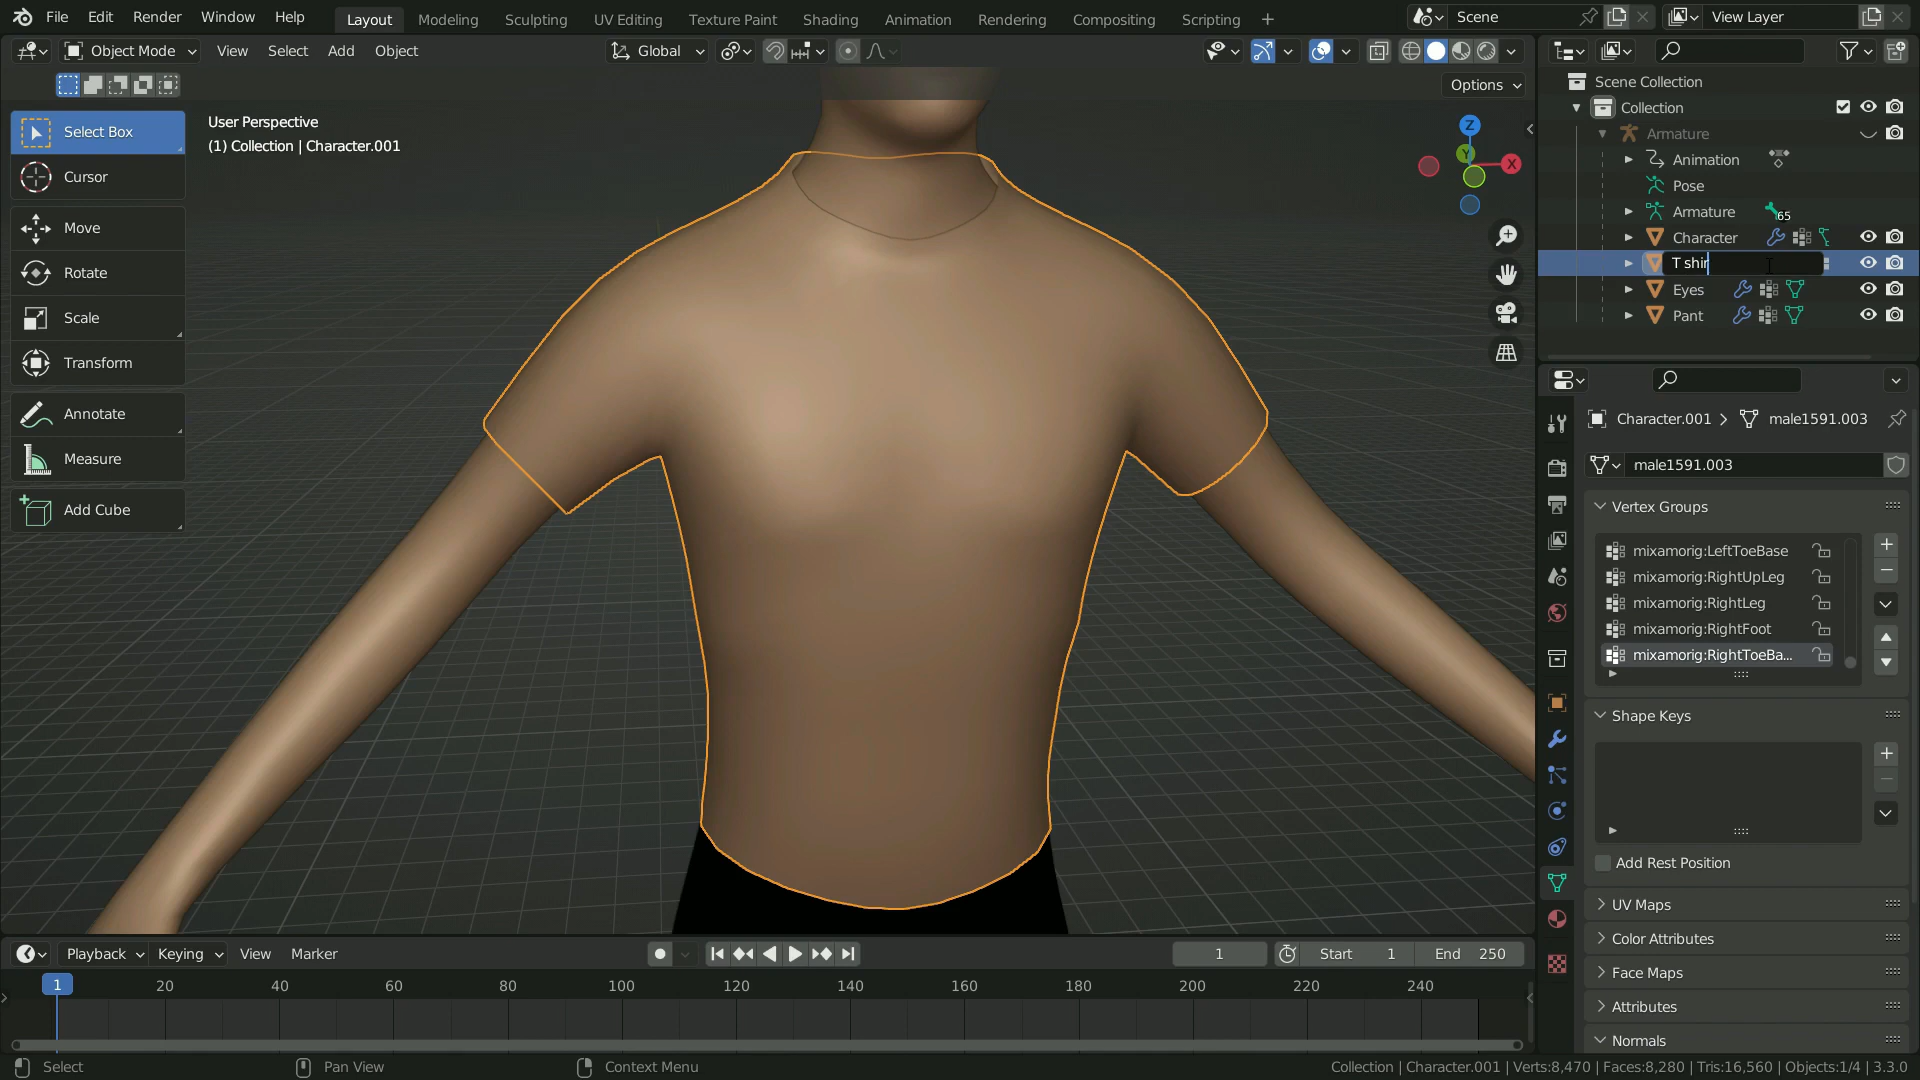 File Edit Render Window Help
Layout Modeling Sculpting UV Editing Texture Paint Shading Animation Rendering Compositing Scripting +
Scene
View Layer
Object Mode View Select Add Object
Global
Options
Select Box
Cursor
Move
Rotate
Scale
Transform
Annotate
Measure
Add Cube
User Perspective
(1) Collection | Character.001
Z
Y
X
Scene Collection
Collection
Armature
Animation
Pose
Armature 65
Character
T shir
Eyes
Pant
Character.001 > male1591.003
male1591.003
Vertex Groups
mixamorig:LeftToeBase
mixamorig:RightUpLeg
mixamorig:RightLeg
mixamorig:RightFoot
mixamorig:RightToeBa...
Shape Keys
Add Rest Position
UV Maps
Color Attributes
Face Maps
Attributes
Normals
Playback Keying View Marker
1 Start 1 End 250
1 20 40 60 80 100 120 140 160 180 200 220 240
Select Pan View Context Menu
Collection | Character.001 | Verts:8,470 | Faces:8,280 | Tris:16,560 | Objects:1/4 | 3.3.0